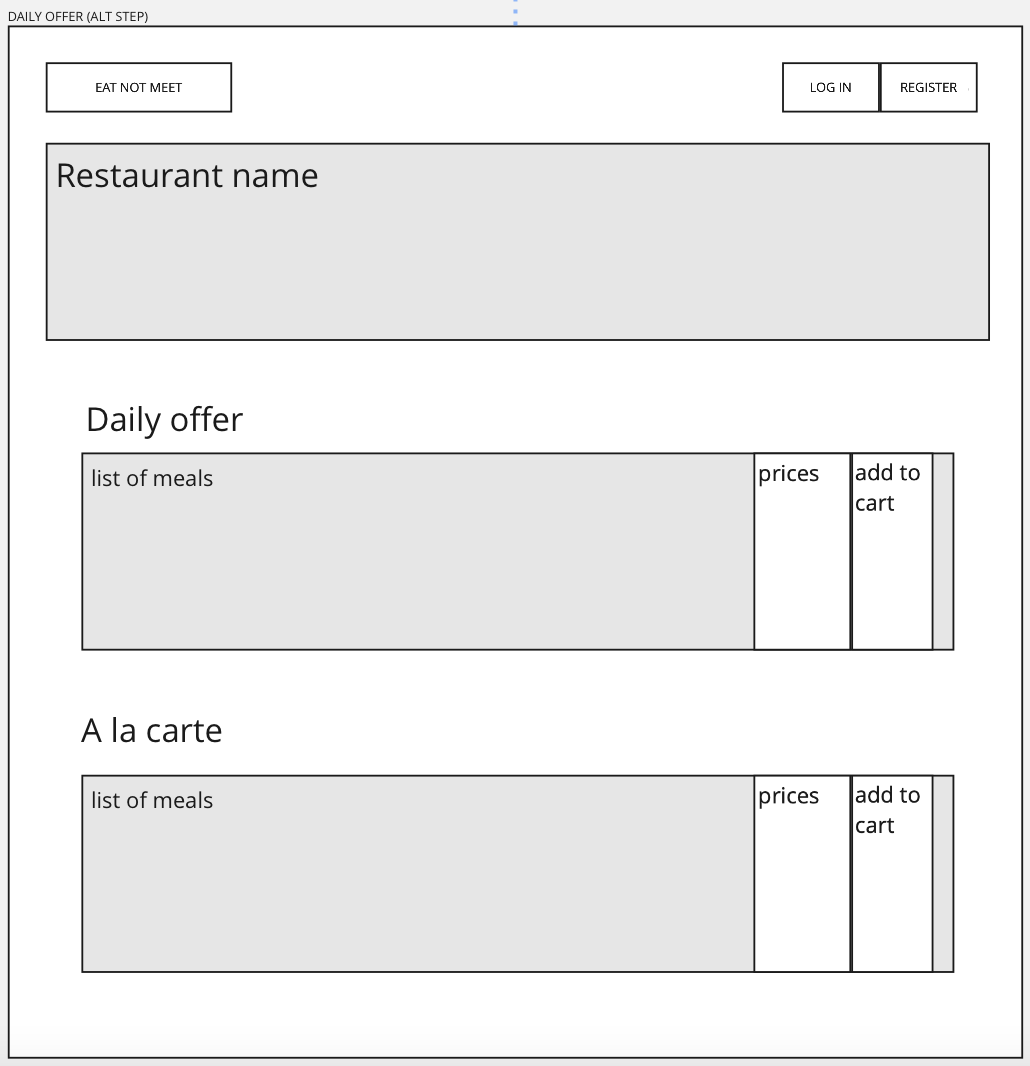 DAILY OFFER (ALT STEP)
EAT NOT MEET
LOG IN
REGISTER
Restaurant name
Daily offer
list of meals
prices
add to
cart
A la carte
list of meals
prices
add to
cart